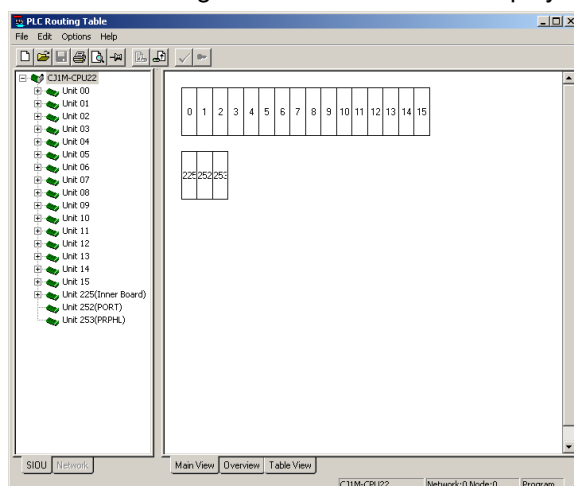 PLC Routing Table
File Edit Options Help
CJ1M-CPU22
Unit 00
Unit 01
Unit 02
Unit 03
Unit 04
Unit 05
Unit 06
Unit 07
Unit 08
Unit 09
Unit 10
Unit 11
Unit 12
Unit 13
Unit 14
Unit 15
Unit 225(Inner Board)
Unit 252(PORT)
Unit 253(PRPHL)
0 1 2 3 4 5 6 7 8 9 10 11 12 13 14 15
225 252 253
SIOU Network
Main View Overview Table View
CJ1M-CPU22 Network:0 Node:0 Program